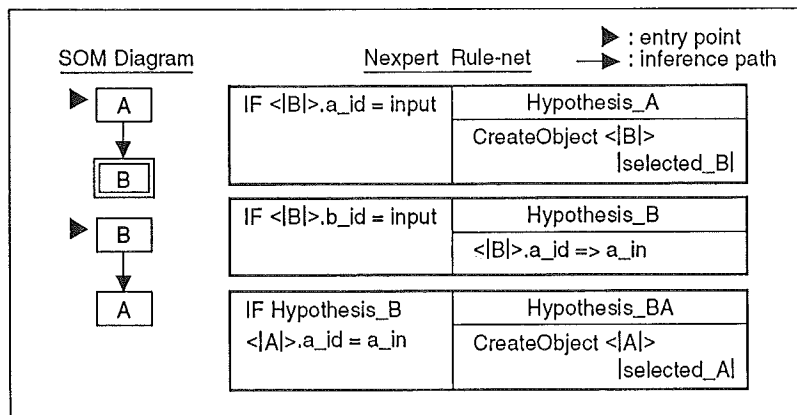 SOM Diagram
Nexpert Rule-net
: entry point
: inference path
A
B
B
A
IF <|B|>.a_id = input
Hypothesis_A
CreateObject <|B|>
|selected_B|
IF <|B|>.b_id = input
Hypothesis_B
<|B|>.a_id => a_in
IF Hypothesis_B
<|A|>.a_id = a_in
Hypothesis_BA
CreateObject <|A|>
|selected_A|